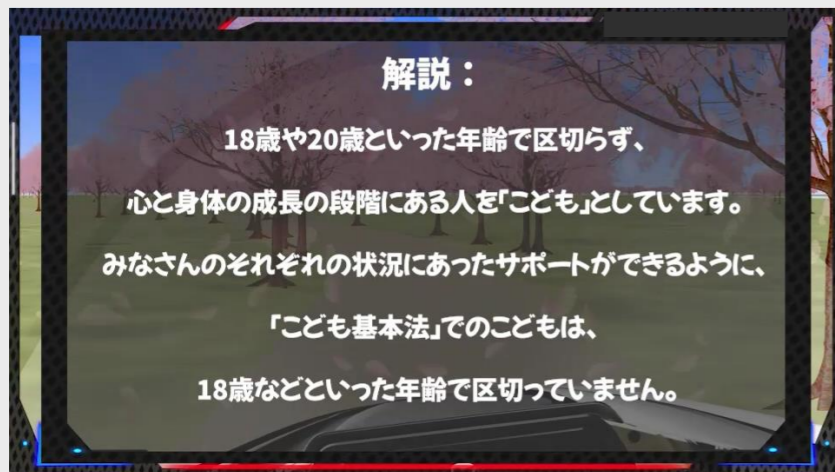 解説：
18歳や20歳といった年齢で区切らず、
心と身体の成長の段階にある人を「こども」としています。
みなさんのそれぞれの状況にあったサポートができるように、
「こども基本法」でのこどもは、
18歳などといった年齢で区切っていません。